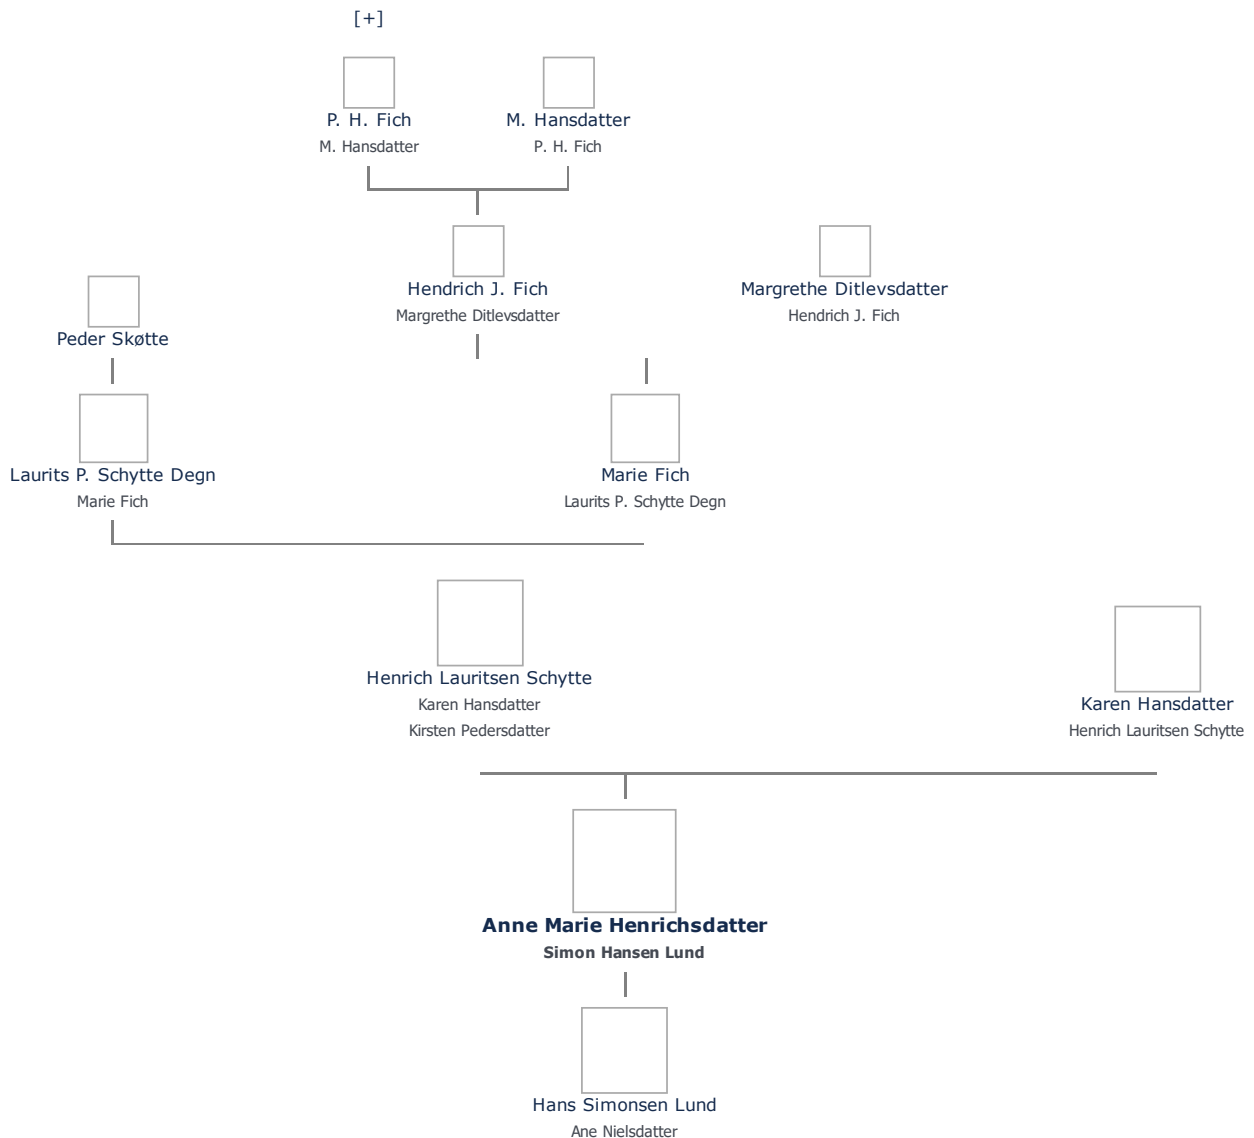 [+]
P. H. Fich
M. Hansdatter
M. Hansdatter
P. H. Fich
Hendrich J. Fich
Margrethe Ditlevsdatter
Margrethe Ditlevsdatter
Hendrich J. Fich
Peder Skøtte
Laurits P. Schytte Degn
Marie Fich
Marie Fich
Laurits P. Schytte Degn
Henrich Lauritsen Schytte
Karen Hansdatter
Kirsten Pedersdatter
Karen Hansdatter
Henrich Lauritsen Schytte
Anne Marie Henrichsdatter
Simon Hansen Lund
Hans Simonsen Lund
Ane Nielsdatter